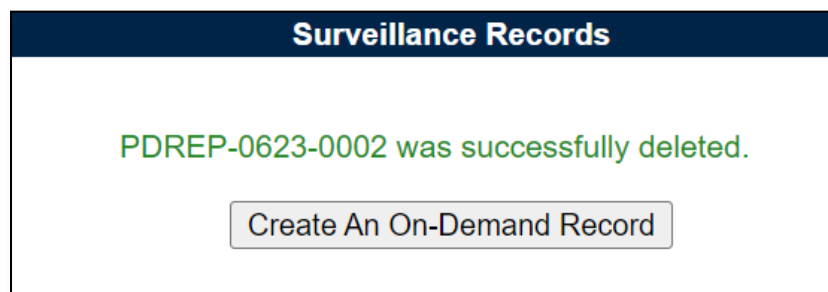 Surveillance Records
PDREP-0623-0002 was successfully deleted.
Create An On-Demand Record